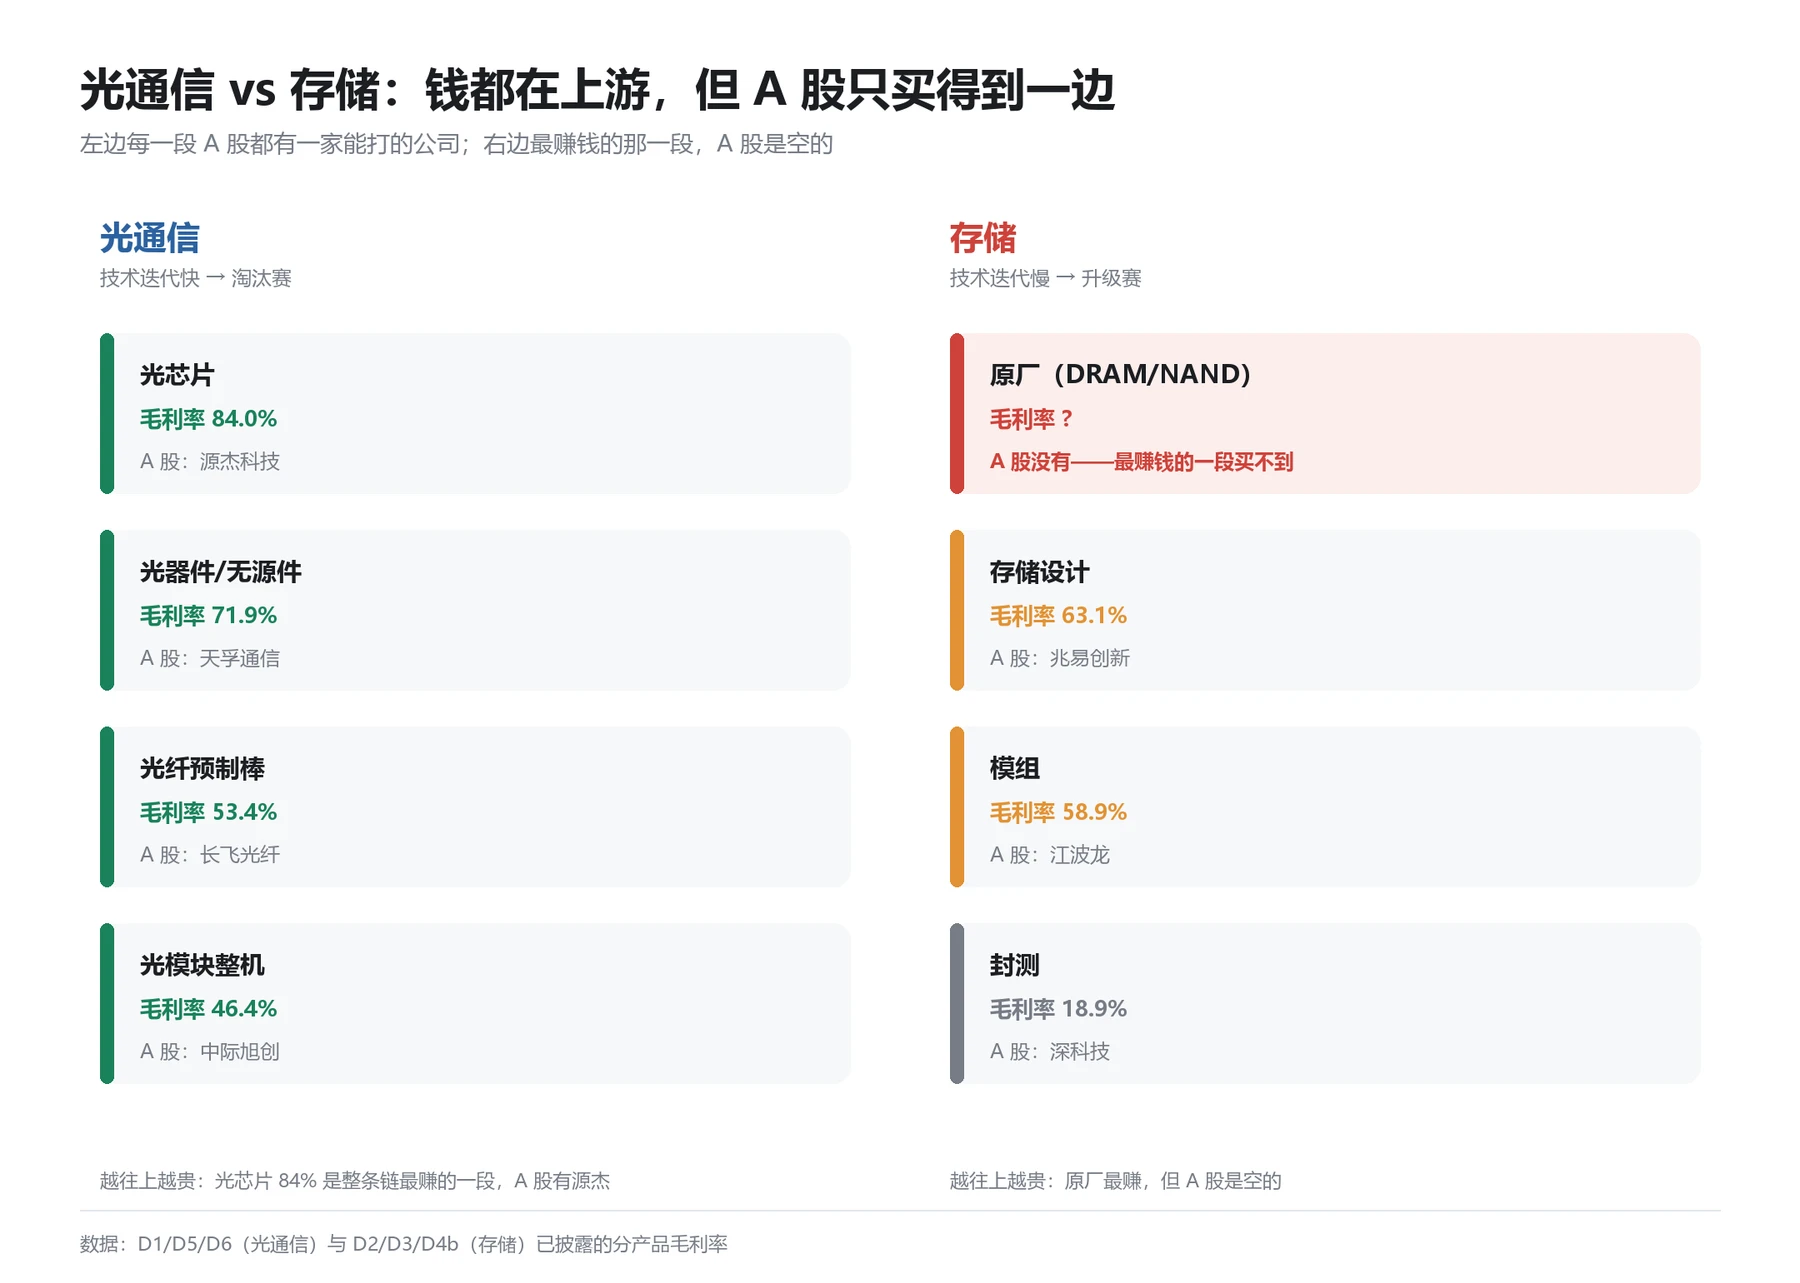 光通信 vs 存储：钱都在上游，但 A 股只买得到一边
左边每一段 A 股都有一家能打的公司；右边最赚钱的那一段，A 股是空的
光通信
技术迭代快 → 淘汰赛
光芯片
毛利率 84.0%
A 股：源杰科技
光器件/无源件
毛利率 71.9%
A 股：天孚通信
光纤预制棒
毛利率 53.4%
A 股：长飞光纤
光模块整机
毛利率 46.4%
A 股：中际旭创
越往上越贵：光芯片 84% 是整条链最赚的一段，A 股有源杰
存储
技术迭代慢 → 升级赛
原厂（DRAM/NAND）
毛利率 ?
A 股没有——最赚钱的一段买不到
存储设计
毛利率 63.1%
A 股：兆易创新
模组
毛利率 58.9%
A 股：江波龙
封测
毛利率 18.9%
A 股：深科技
越往上越贵：原厂最赚，但 A 股是空的
数据：D1/D5/D6（光通信）与 D2/D3/D4b（存储）已披露的分产品毛利率